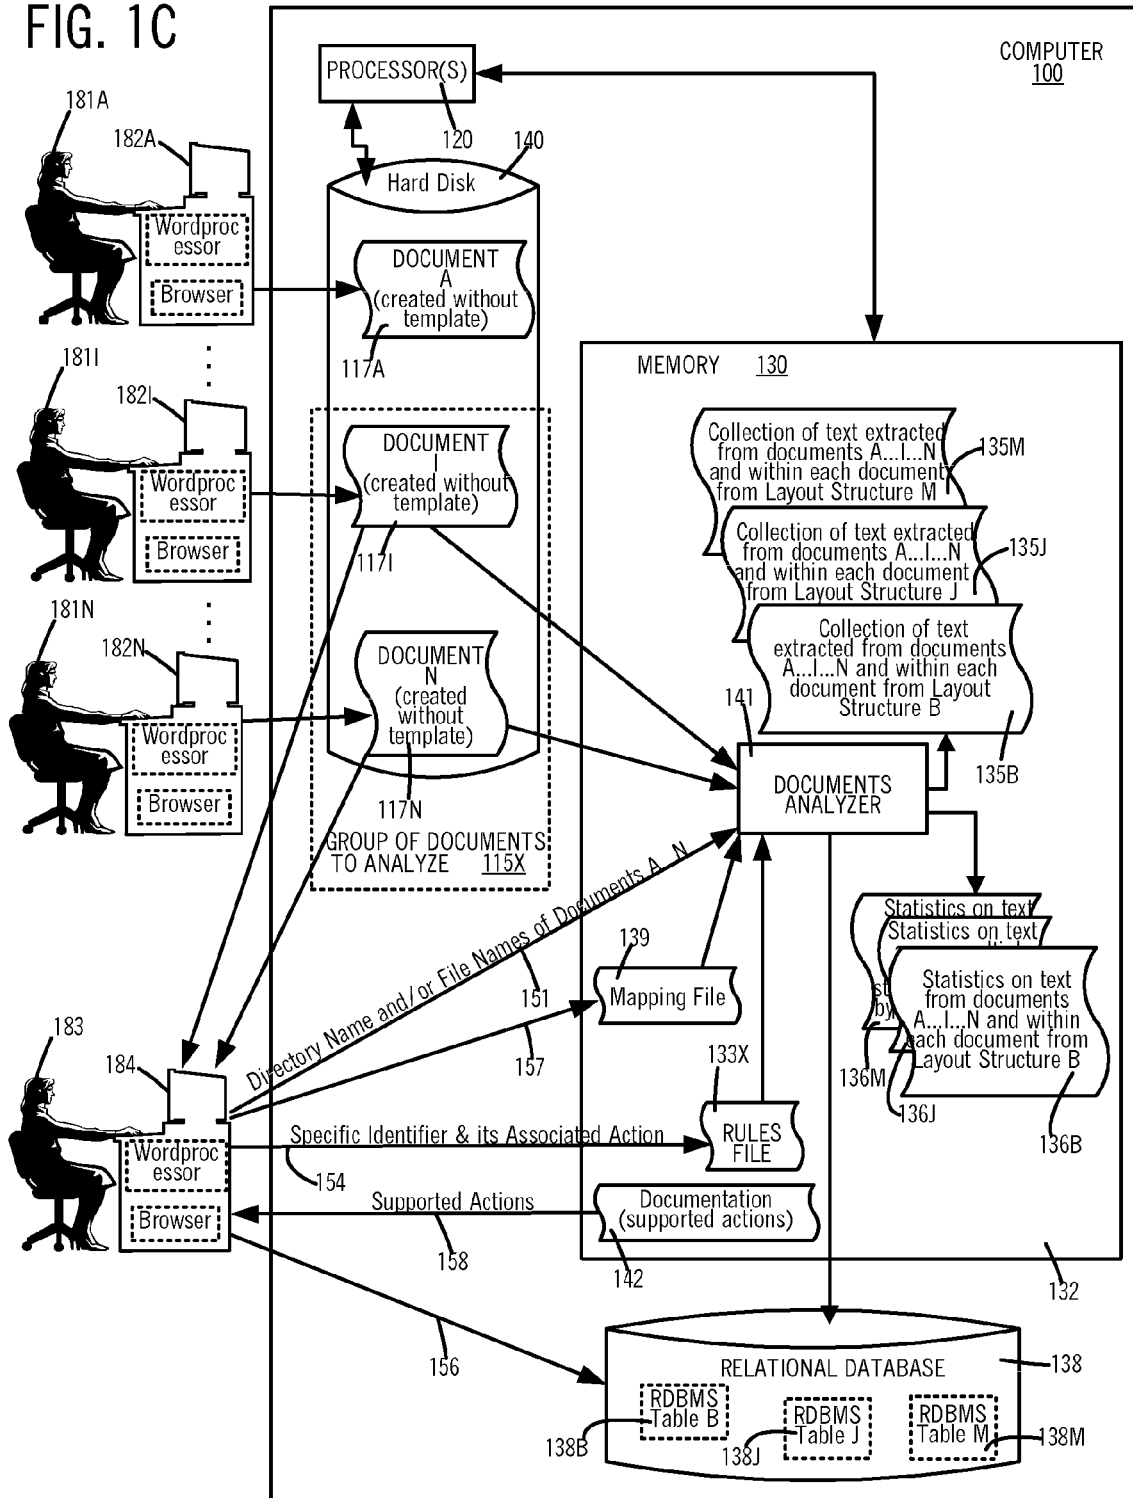 FIG. 1C
COMPUTER
100
PROCESSOR(S)
120
140
Hard Disk
181A
182A
Wordproc
essor
Browser
DOCUMENT
A
(created without
template)
117A
181I
182I
Wordproc
essor
Browser
DOCUMENT
I
(created without
template)
117I
181N
182N
Wordproc
essor
Browser
DOCUMENT
N
(created
without
template)
117N
GROUP OF DOCUMENTS
TO ANALYZE 115X
MEMORY 130
Collection of text extracted
from documents A...I...N
and within each document
from Layout Structure M
135M
Collection of text extracted
from documents A...I...N
and within each document
from Layout Structure J
135J
Collection of text
extracted from documents
A...I...N and within each
document from Layout
Structure B
135B
141
DOCUMENTS
ANALYZER
Statistics on text
Statistics on text
st
by
Statistics on text
from documents
A...I...N and within
each document from
Layout Structure B
136M
136J
136B
Directory Name and/or File Names of Documents A.. N
151
139
Mapping File
157
133X
RULES
FILE
183
184
Wordproc
essor
Browser
Specific Identifier & its Associated Action
154
Supported Actions
158
Documentation
(supported actions)
142
132
156
RELATIONAL DATABASE
138
RDBMS
Table B
138B
RDBMS
Table J
138J
RDBMS
Table M
138M